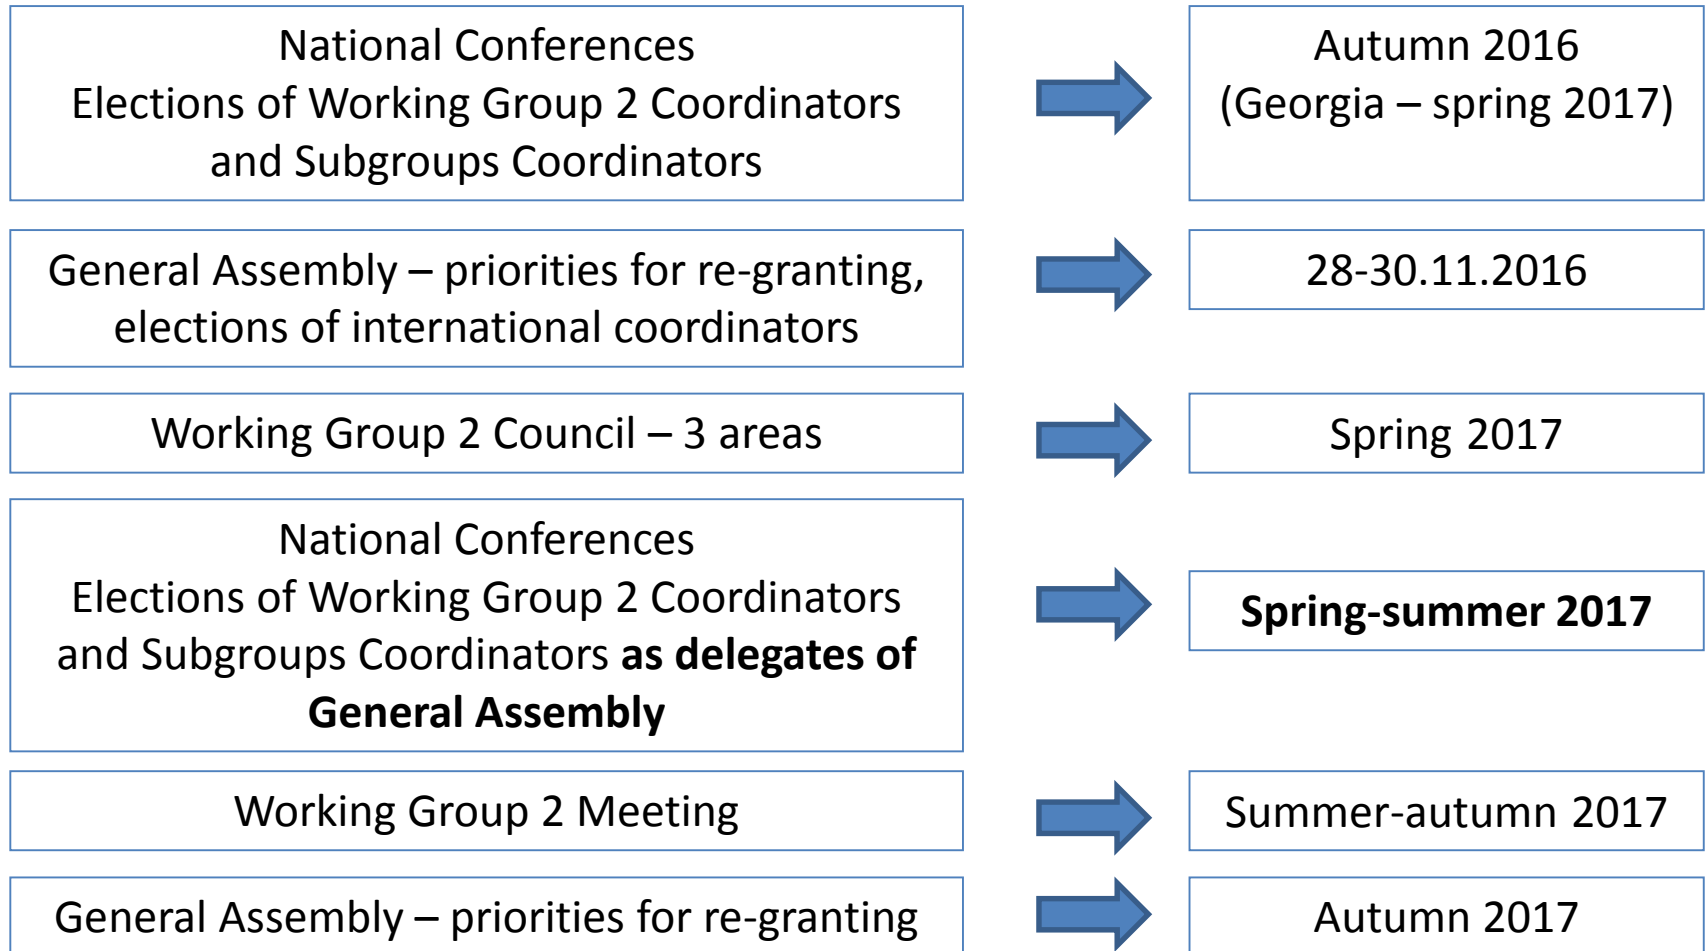 National Conferences
Elections of Working Group 2 Coordinators
and Subgroups Coordinators
Autumn 2016
(Georgia – spring 2017)
General Assembly – priorities for re-granting,
elections of international coordinators
28-30.11.2016
Working Group 2 Council – 3 areas
Spring 2017
National Conferences
Elections of Working Group 2 Coordinators
and Subgroups Coordinators as delegates of
General Assembly
Spring-summer 2017
Working Group 2 Meeting
Summer-autumn 2017
General Assembly – priorities for re-granting
Autumn 2017